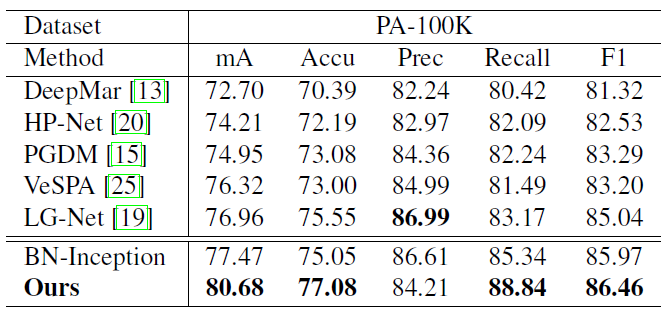 Dataset PA-100K
Method mA Accu Prec Recall F1
DeepMar [13] 72.70 70.39 82.24 80.42 81.32
HP-Net [20] 74.21 72.19 82.97 82.09 82.53
PGDM [15] 74.95 73.08 84.36 82.24 83.29
VeSPA [25] 76.32 73.00 84.99 81.49 83.20
LG-Net [19] 76.96 75.55 86.99 83.17 85.04
BN-Inception 77.47 75.05 86.61 85.34 85.97
Ours 80.68 77.08 84.21 88.84 86.46